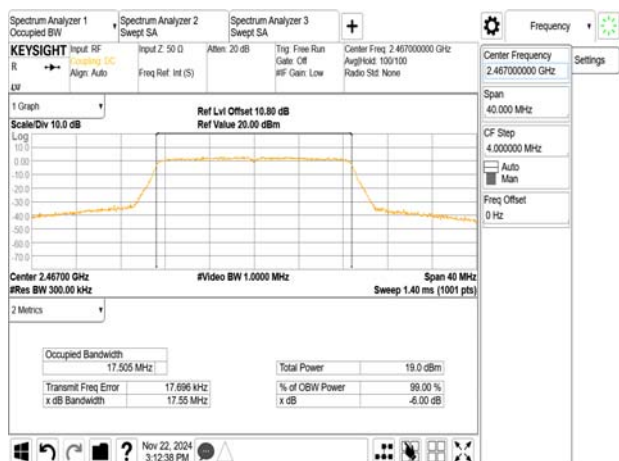 Spectrum Analyzer 1
Occupied BW
Spectrum Analyzer 2
Swept SA
Spectrum Analyzer 3
Swept SA
+
Frequency
KEYSIGHT
R
LVI
Input: RF
Coupling: DC
Align: Auto
Input Z: 50 Ω
Freq Ref: Int (S)
Atten: 20 dB
Trig: Free Run
Gate: Off
#IF Gain: Low
Center Freq: 2.467000000 GHz
Avg|Hold: 100/100
Radio Std: None
Center Frequency
2.467000000 GHz
Settings
Span
40.000 MHz
CF Step
4.000000 MHz
Auto
Man
Freq Offset
0 Hz
1 Graph
Scale/Div 10.0 dB
Ref Lvl Offset 10.80 dB
Ref Value 20.00 dBm
Log
10.0
0.00
-10.0
-20.0
-30.0
-40.0
-50.0
-60.0
-70.0
Center 2.46700 GHz
#Res BW 300.00 kHz
#Video BW 1.0000 MHz
Span 40 MHz
Sweep 1.40 ms (1001 pts)
2 Metrics
Occupied Bandwidth
17.505 MHz
Total Power 19.0 dBm
Transmit Freq Error 17.696 kHz
% of OBW Power 99.00 %
x dB Bandwidth 17.55 MHz
x dB -6.00 dB
?
Nov 22, 2024
3:12:38 PM